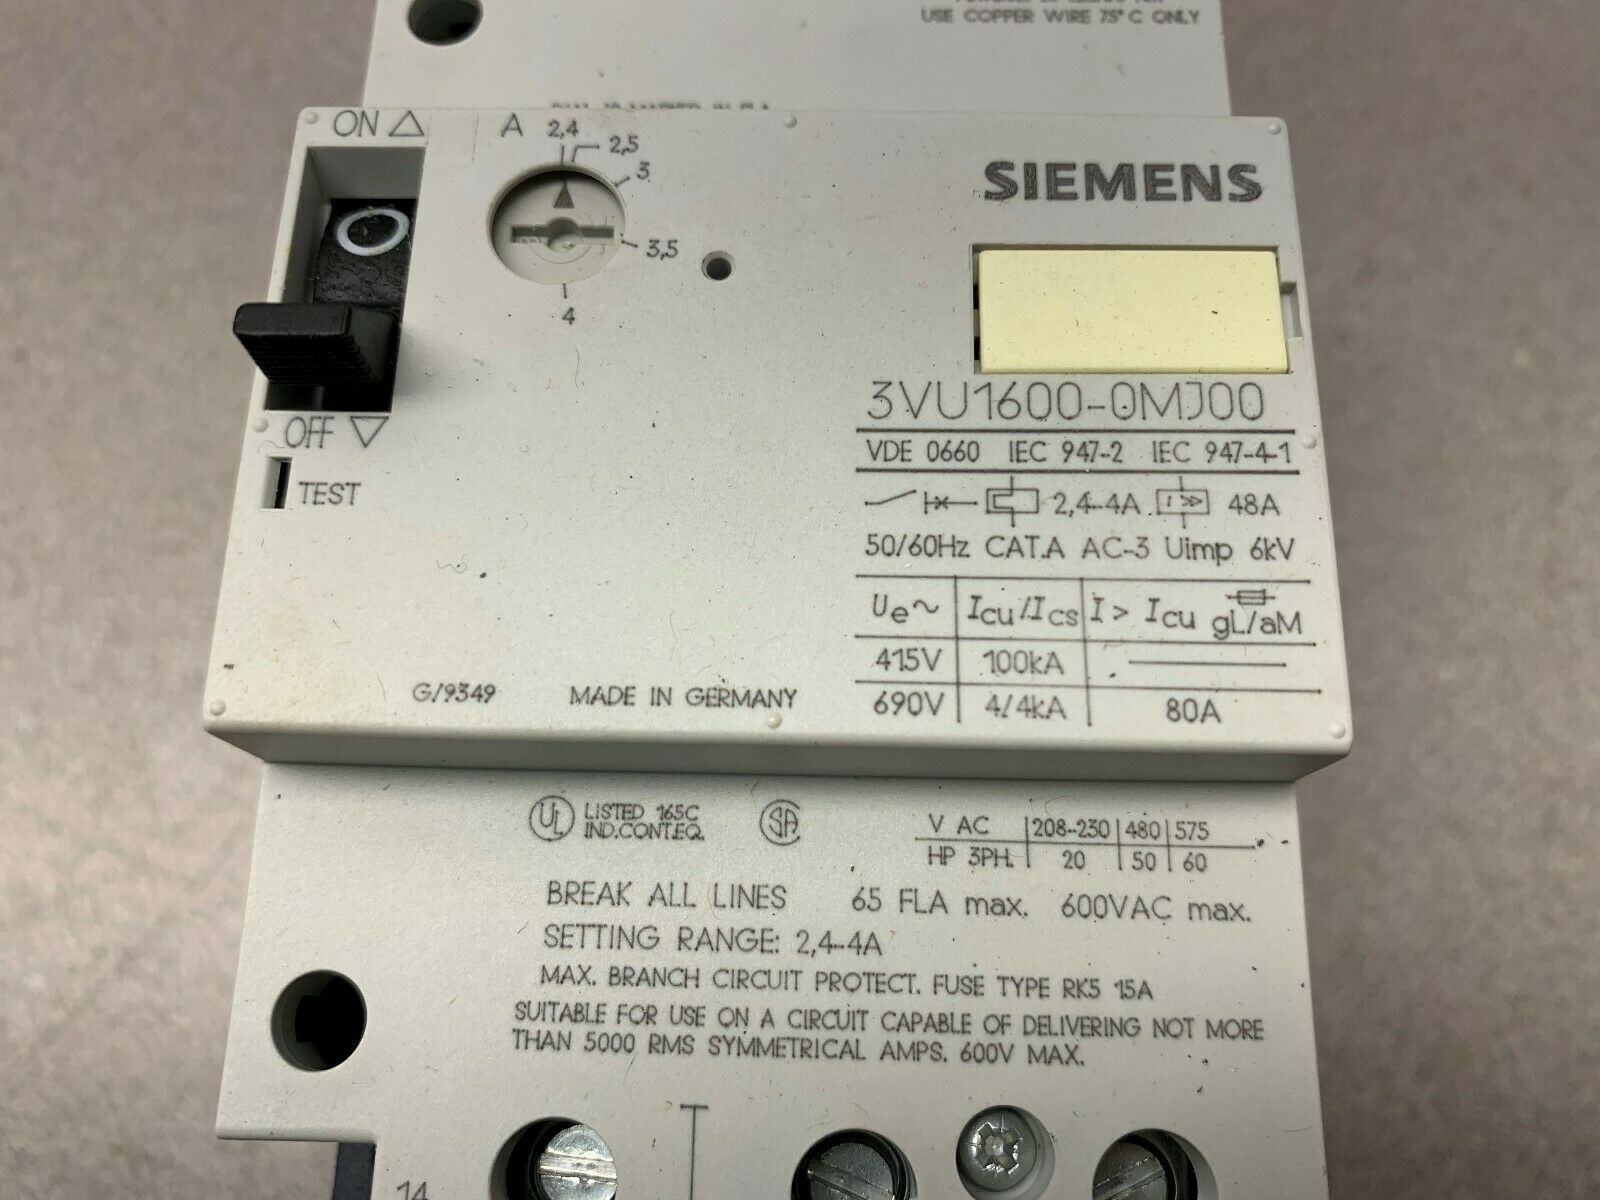 USE COPPER WIRE 75°C ONLY
ON △
A
2,4
2,5
3
3,5
4
SIEMENS
O
OFF ▽
TEST
3VU1600-0MJ00
VDE 0660 IEC 947-2 IEC 947-4-1
2,4-4A I>> 48A
50/60Hz CAT.A AC-3 Uimp 6kV
Ue~ Icu/Ics I> Icu gL/aM
415V 100kA
690V 4/4kA 80A
G/9349 MADE IN GERMANY
UL LISTED 165C
IND.CONT.EQ.
SA
V AC 208-230 480 575
HP 3PH. 20 50 60
BREAK ALL LINES 65 FLA max. 600VAC max.
SETTING RANGE: 2,4-4A
MAX. BRANCH CIRCUIT PROTECT. FUSE TYPE RK5 15A
SUITABLE FOR USE ON A CIRCUIT CAPABLE OF DELIVERING NOT MORE
THAN 5000 RMS SYMMETRICAL AMPS. 600V MAX.
14